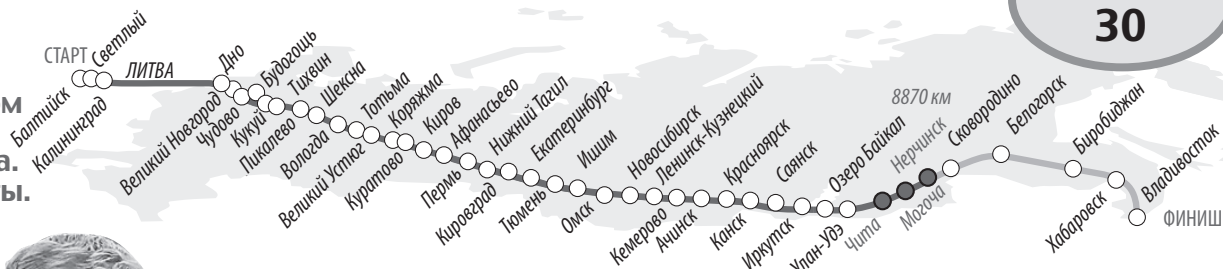 30
СТАРТ
Балтийск
Светлый
Калининград
ЛИТВА
Дно
Великий Новгород
Чудово
Будогощь
Кукуй
Тихвин
Пикалево
Шексна
Вологда
Тотьма
Великий Устюг
Коряжма
Куратово
Киров
Афанасьево
Пермь
Нижний Тагил
Кировград
Екатеринбург
Тюмень
Ишим
Омск
Новосибирск
Кемерово
Ленинск-Кузнецкий
Ачинск
Красноярск
Канск
Саянск
Иркутск
Озеро Байкал
Улан-Удэ
Чита
8870 км
Нерчинск
Могоча
Сковородино
Белогорск
Биробиджан
Хабаровск
Владивосток
ФИНИШ